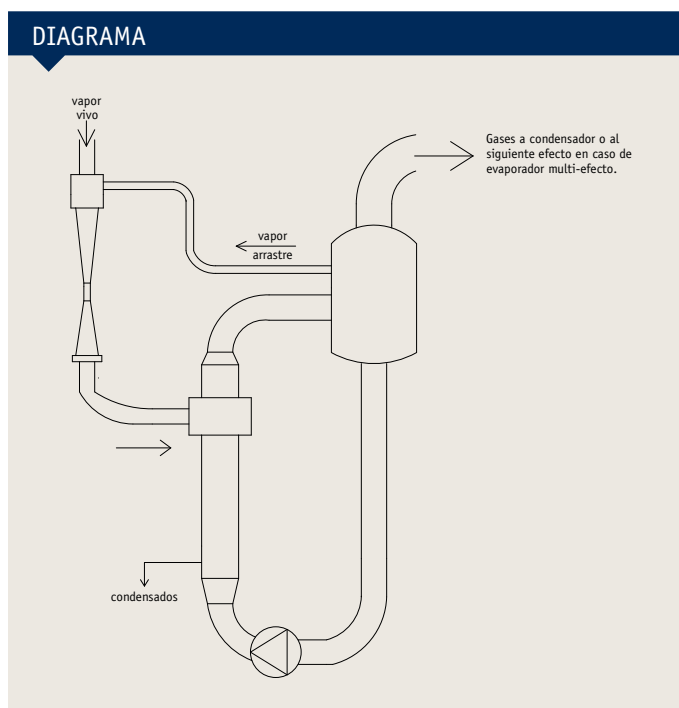 DIAGRAMA
vapor
vivo
Gases a condensador o al
siguiente efecto en caso de
evaporador multi-efecto.
vapor
arrastre
condensados